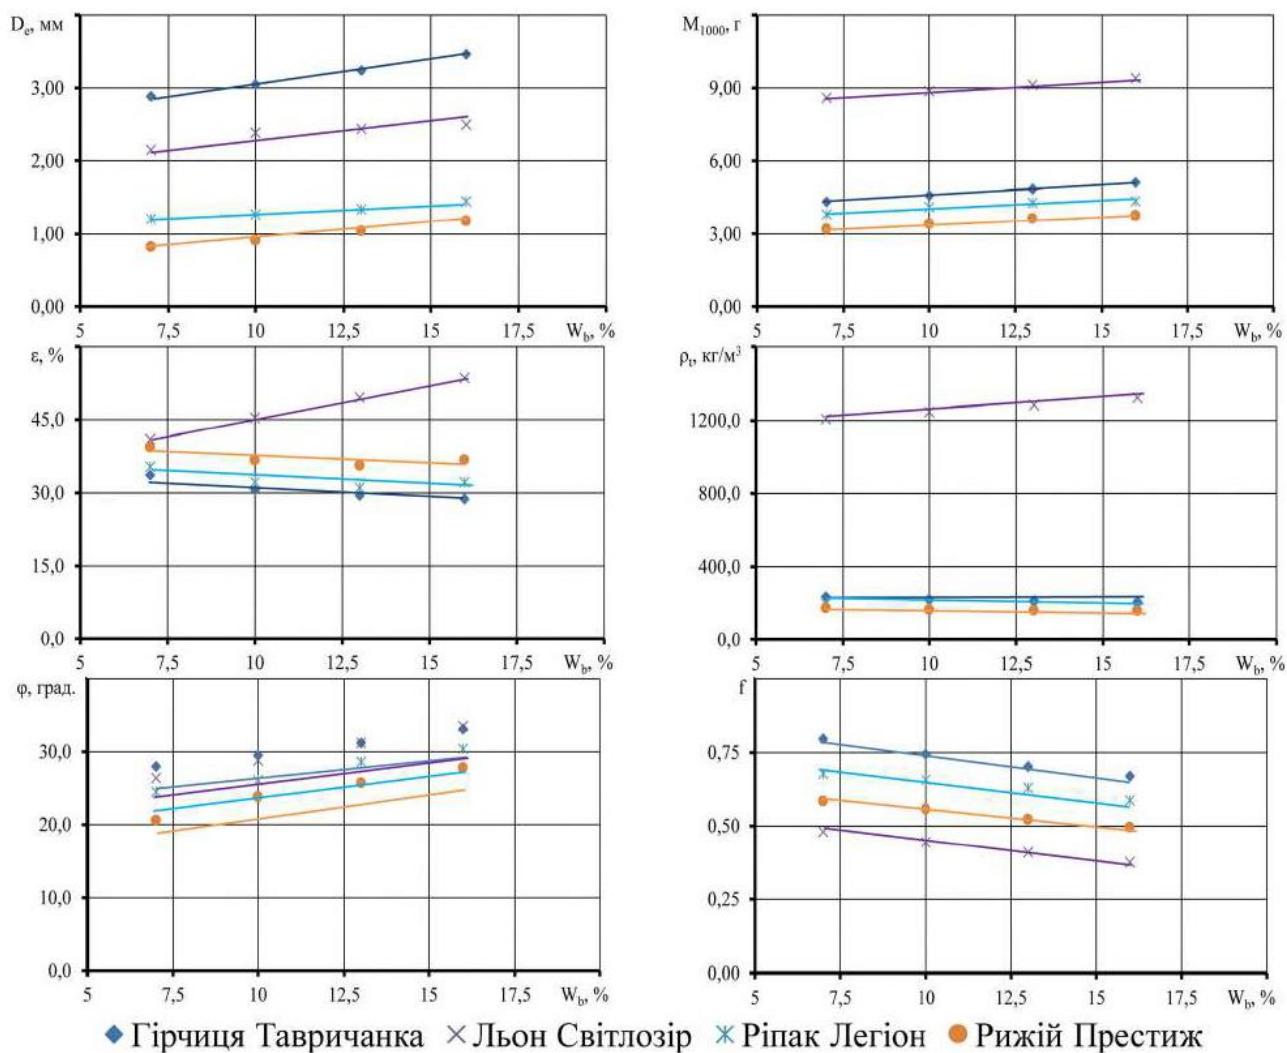 Dₑ, мм
3,00
2,00
1,00
0,00
5 7,5 10 12,5 15 17,5 W_b, %
M₁₀₀₀, г
9,00
6,00
3,00
0,00
5 7,5 10 12,5 15 17,5 W_b, %
ε, %
45,0
30,0
15,0
0,0
5 7,5 10 12,5 15 17,5 W_b, %
ρₜ, кг/м³
1200,0
800,0
400,0
0,0
5 7,5 10 12,5 15 17,5 W_b, %
φ, град.
30,0
20,0
10,0
0,0
5 7,5 10 12,5 15 17,5 W_b, %
f
0,75
0,50
0,25
0,00
5 7,5 10 12,5 15 17,5 W_b, %
Гірчиця Тавричанка Льон Світлозір Ріпак Легіон Рижій Престиж